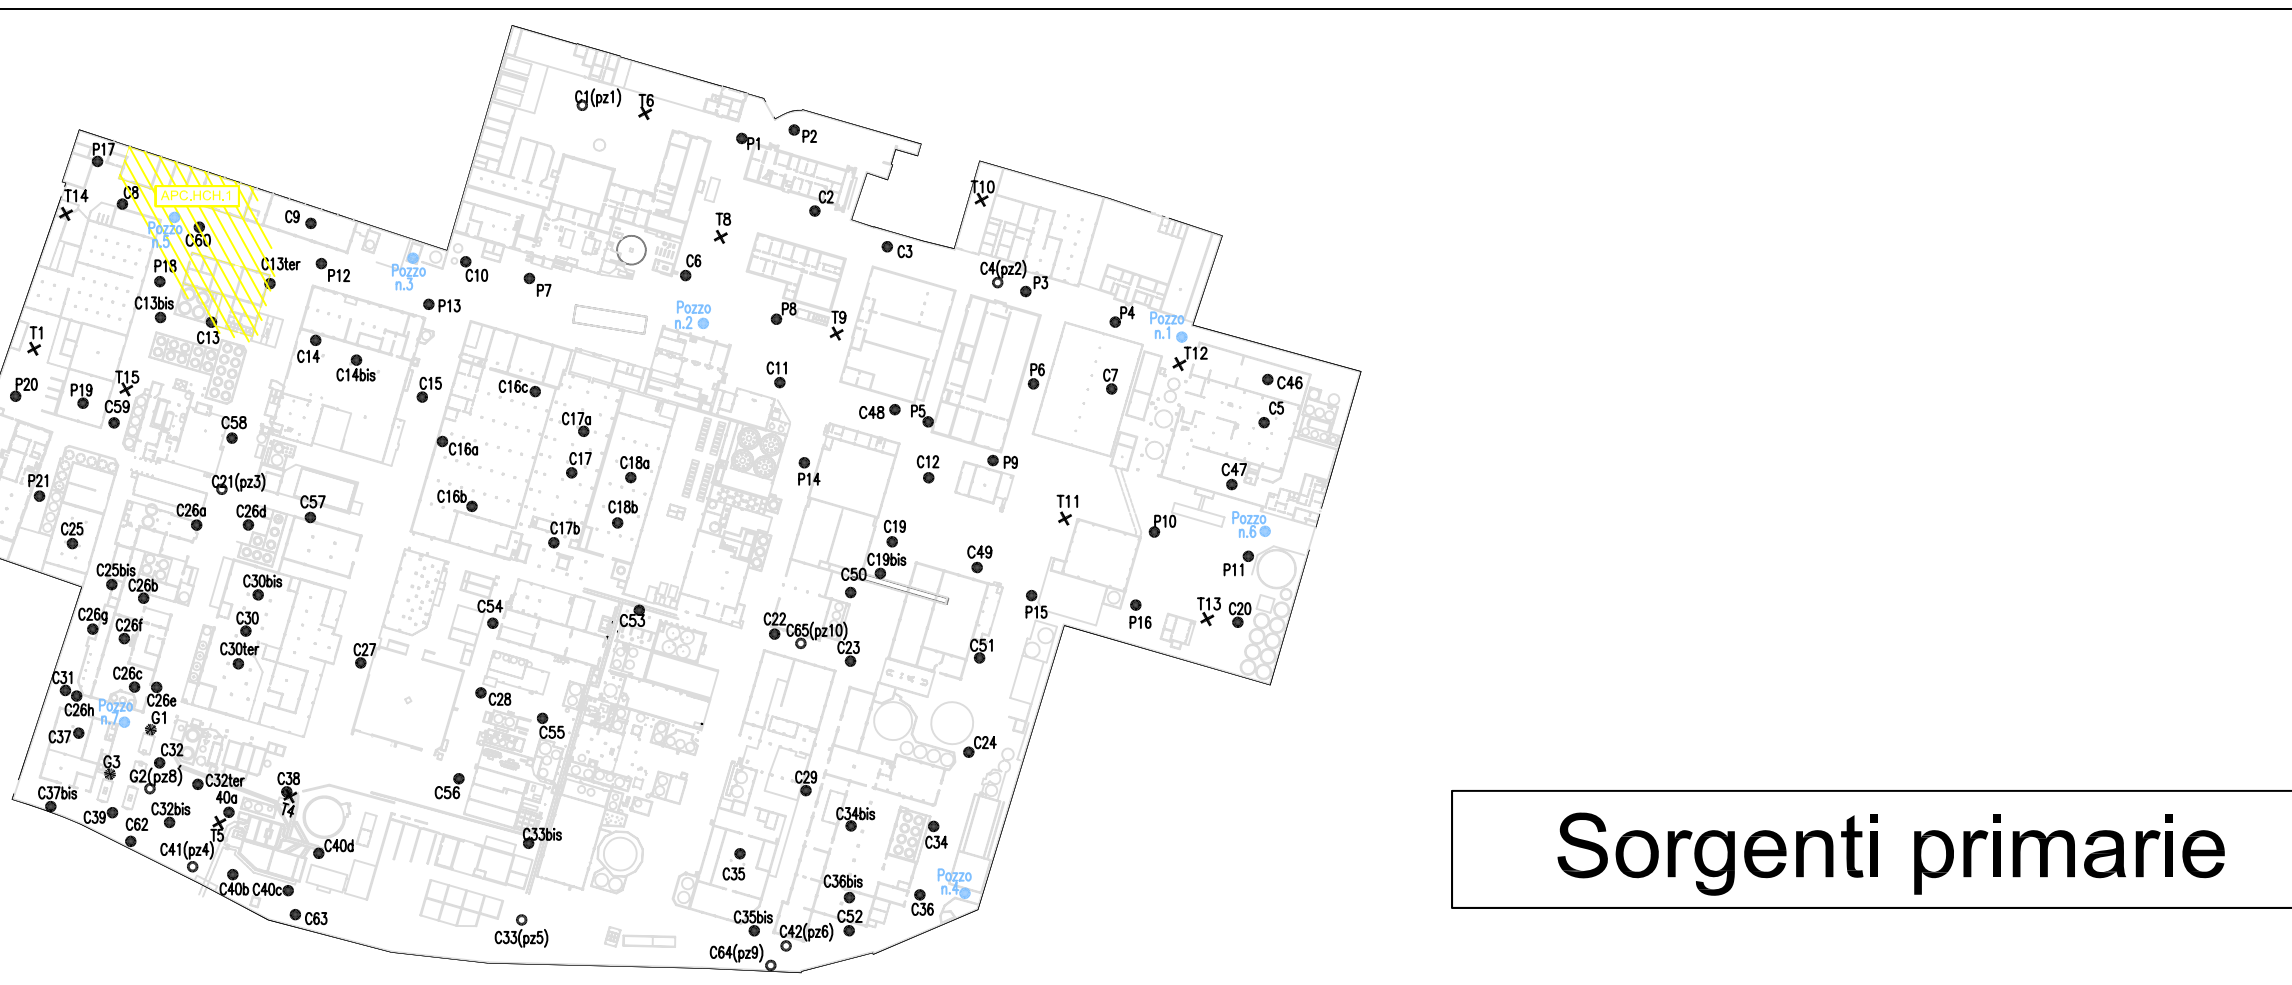 C1(pz1)
T6
P1
P2
P17
C8
APC.HCH.1
T14
Pozzo
n.5
C60
C9
C2
T10
T8
C3
P18
C13ter
P12
Pozzo
n.3
C10
P7
C6
C4(pz2)
P3
C13bis
C13
P13
Pozzo
n.2
P8
T9
P4
Pozzo
n.1
T1
C14
C14bis
T12
P20
P19
T15
C59
C15
C16c
C11
P6
C7
C46
C58
C17a
C48
P5
C5
C16a
C17
C18a
P14
C12
P9
C47
P21
C21(pz3)
C57
C16b
C18b
T11
C26a
C26d
C25
C17b
C19
P10
Pozzo
n.6
C19bis
C49
P11
C25bis
C26b
C30bis
C50
C54
C53
P15
P16
T13
C20
C26g
C26f
C30
C22
C65(pz10)
C30ter
C27
C23
C51
C31
C26c
C26e
C26h
Pozzo
n.7
C28
G1
C37
C55
C32
C24
G3
G2(pz8)
C32ter
C38
T4
C56
C29
C37bis
40a
C39
C32bis
T5
C62
C33bis
C34bis
C34
C41(pz4)
C40d
C35
C40b
C40c
C36bis
C36
Pozzo
n.4
C63
C35bis
C52
C33(pz5)
C42(pz6)
C64(pz9)
Sorgenti primarie